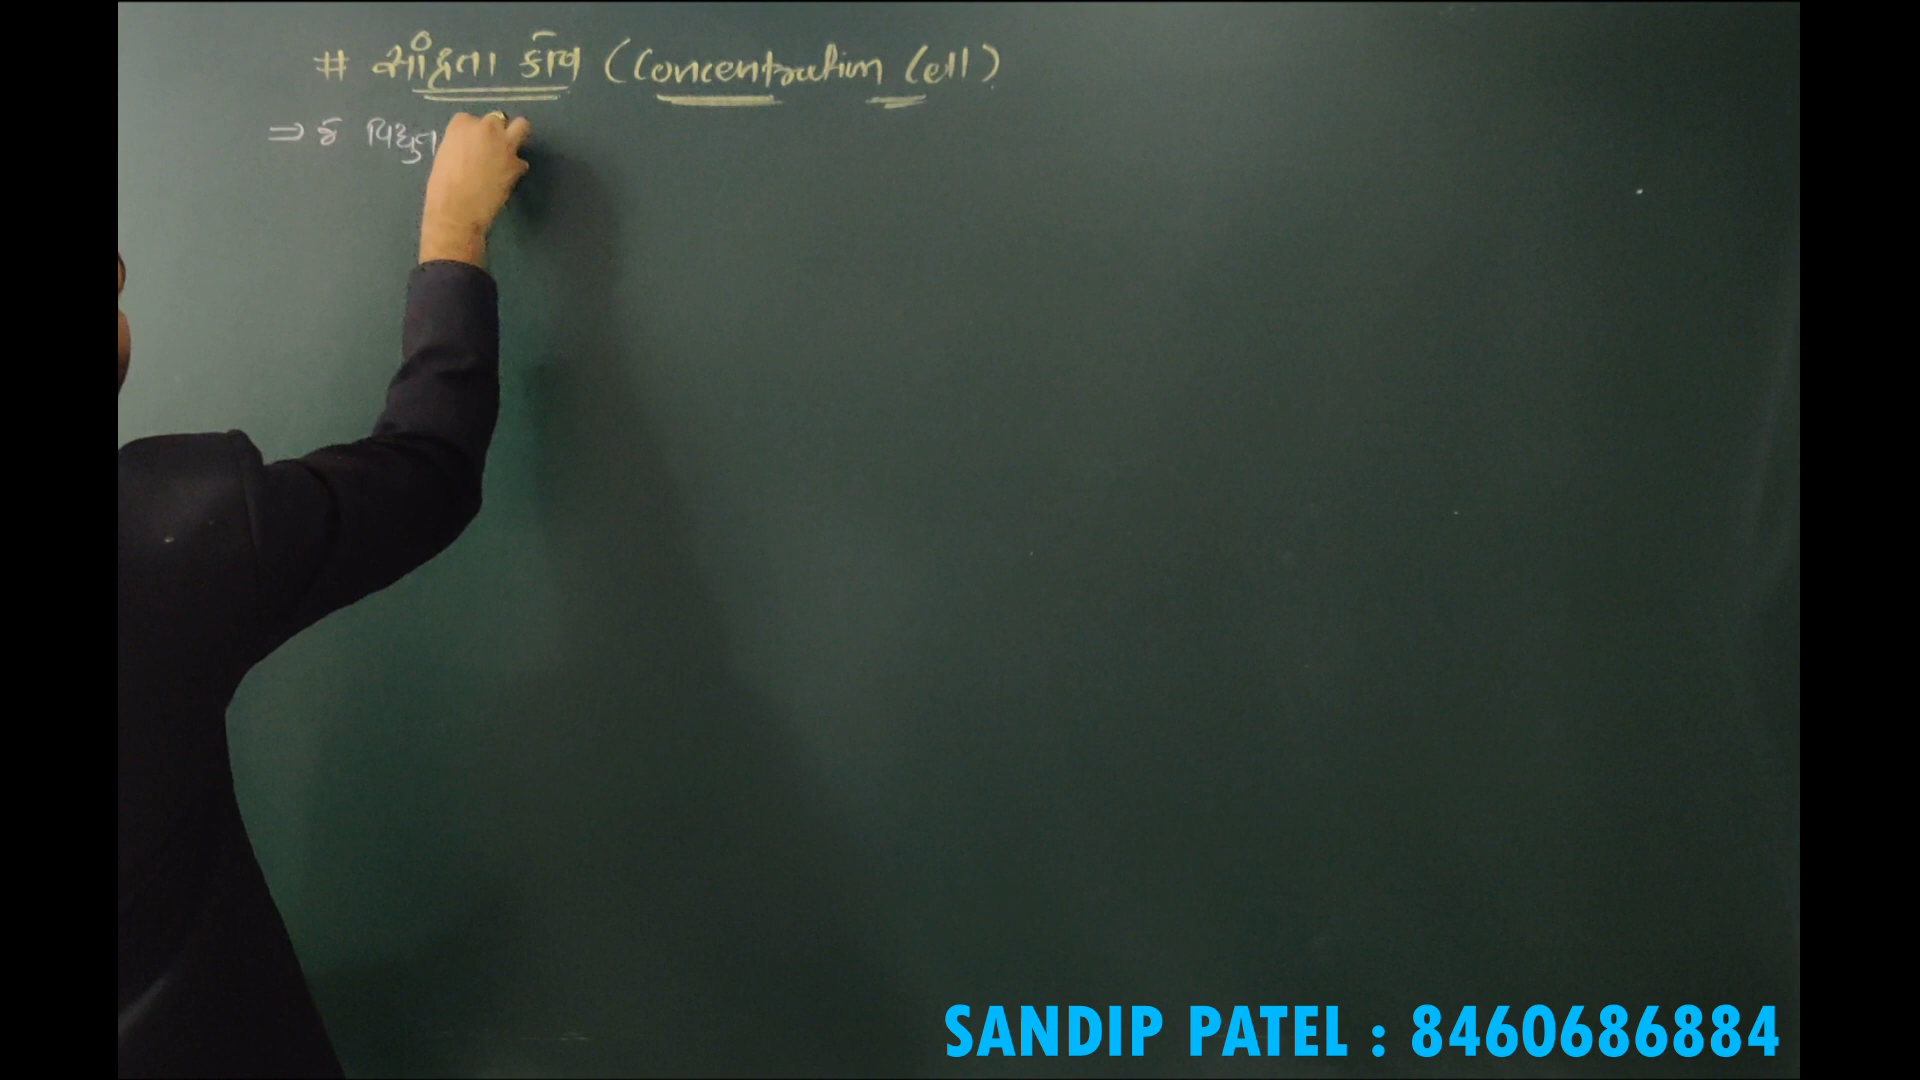 # સાંદ્રતા કોષ (Concentration Cell)
⇒ જે વિદ્યુત
SANDIP PATEL : 8460686884